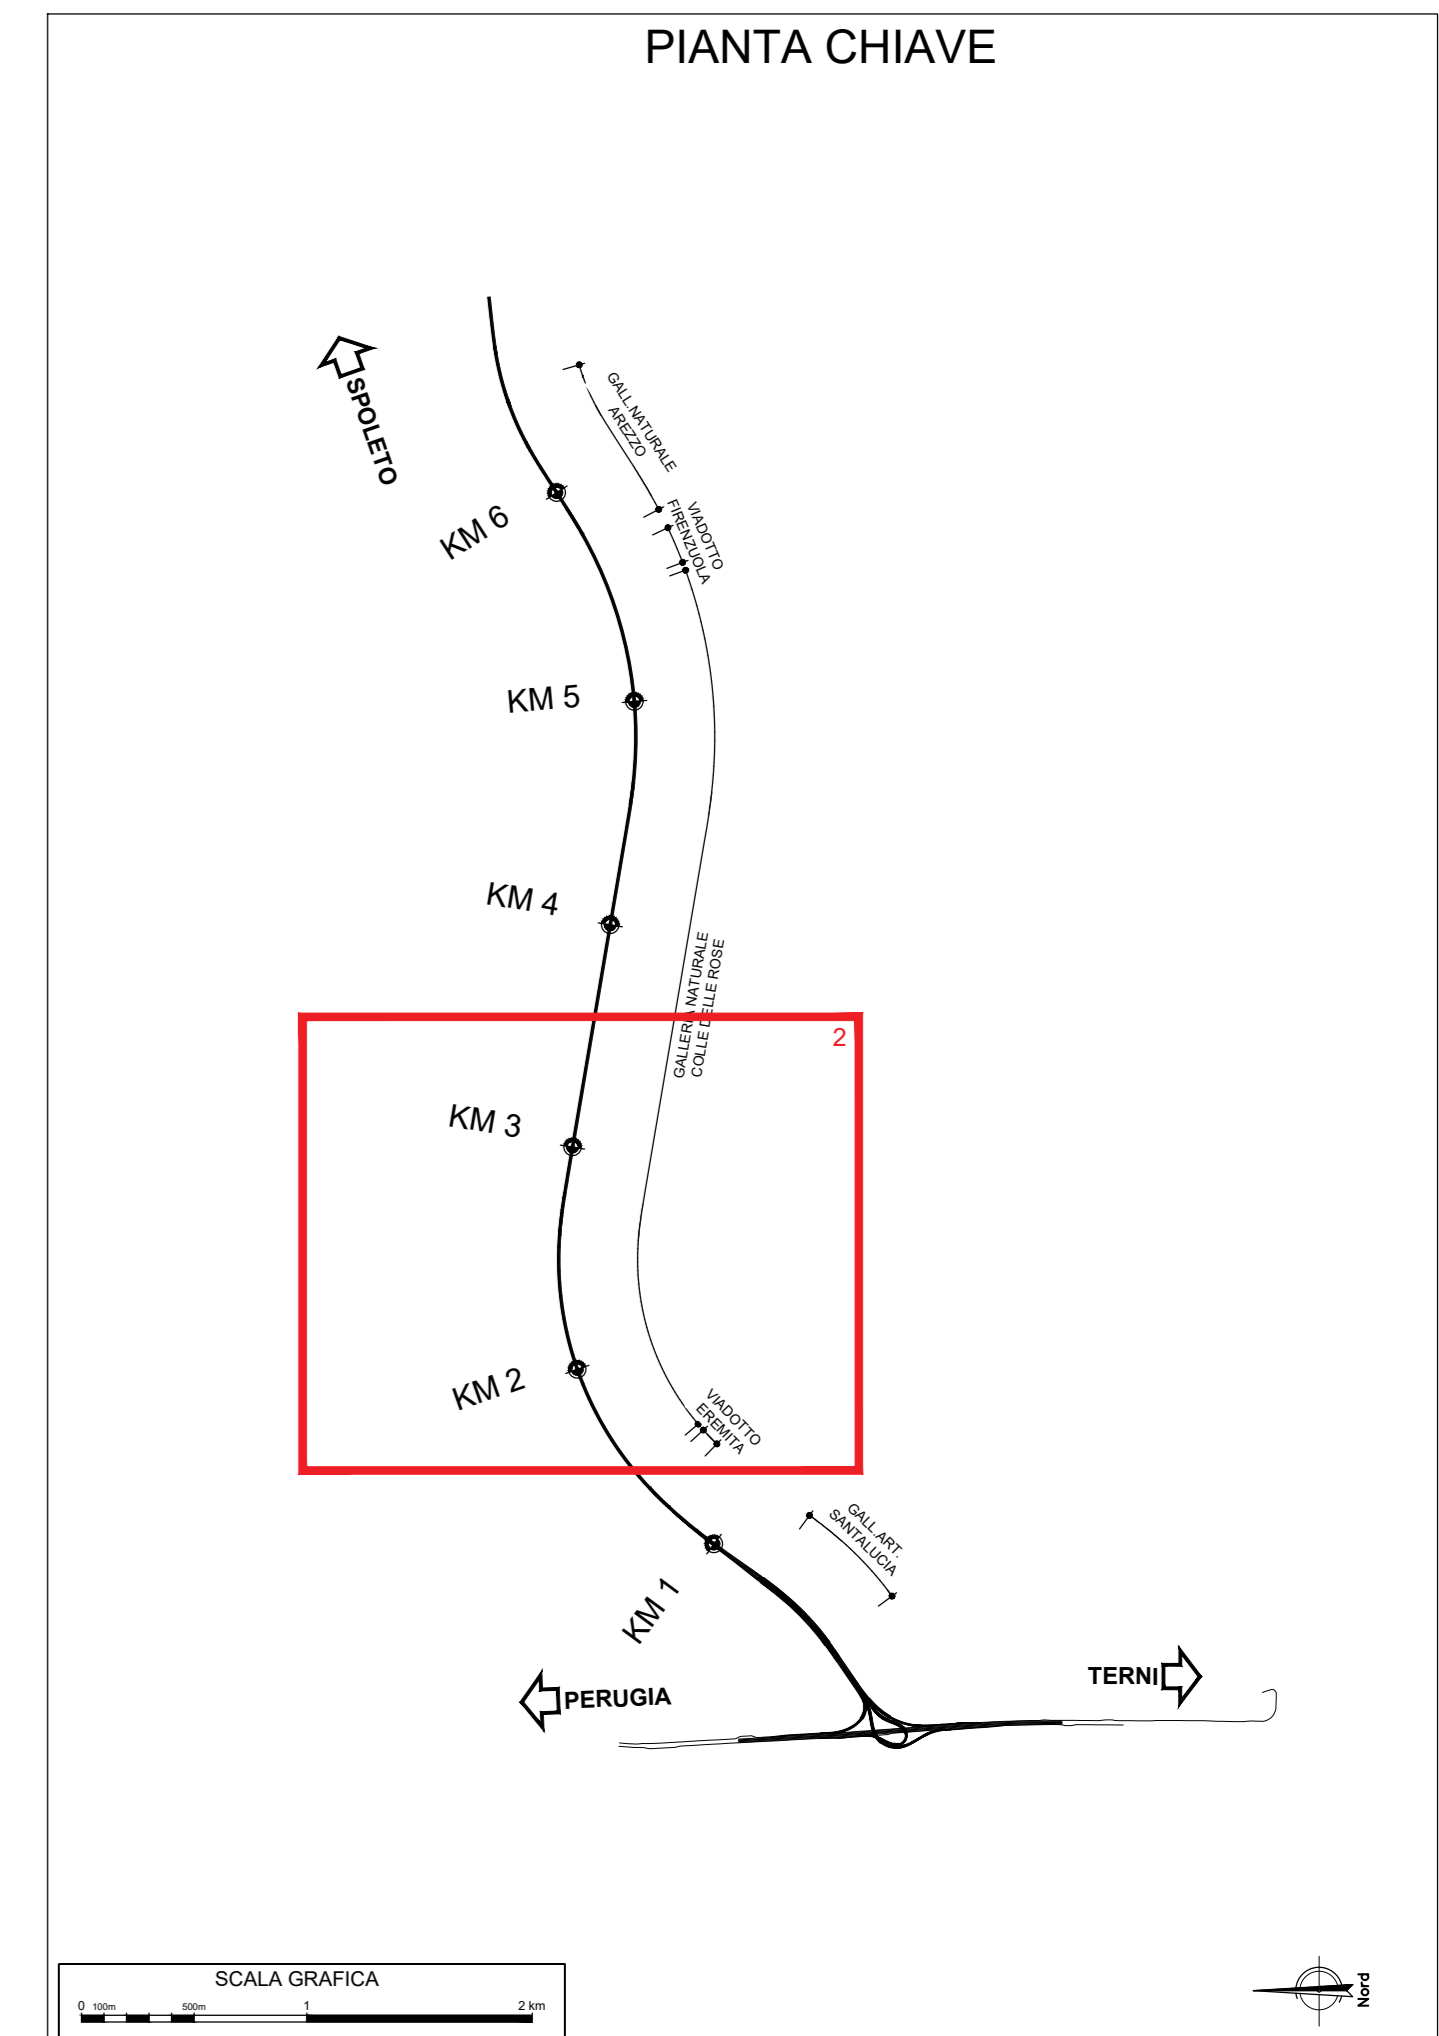 PIANTA CHIAVE
SPOLETO
GALL.NATURALE
AREZZO
KM 6
VIADOTTO
FIRENZUOLA
KM 5
KM 4
GALLERIA NATURALE
COLLE DELLE ROSE
2
KM 3
KM 2
VIADOTTO
EREMITA
GALL.ART.
SANTALUCIA
KM 1
TERNI
PERUGIA
SCALA GRAFICA
0 100m 500m 1 2 km
Nord